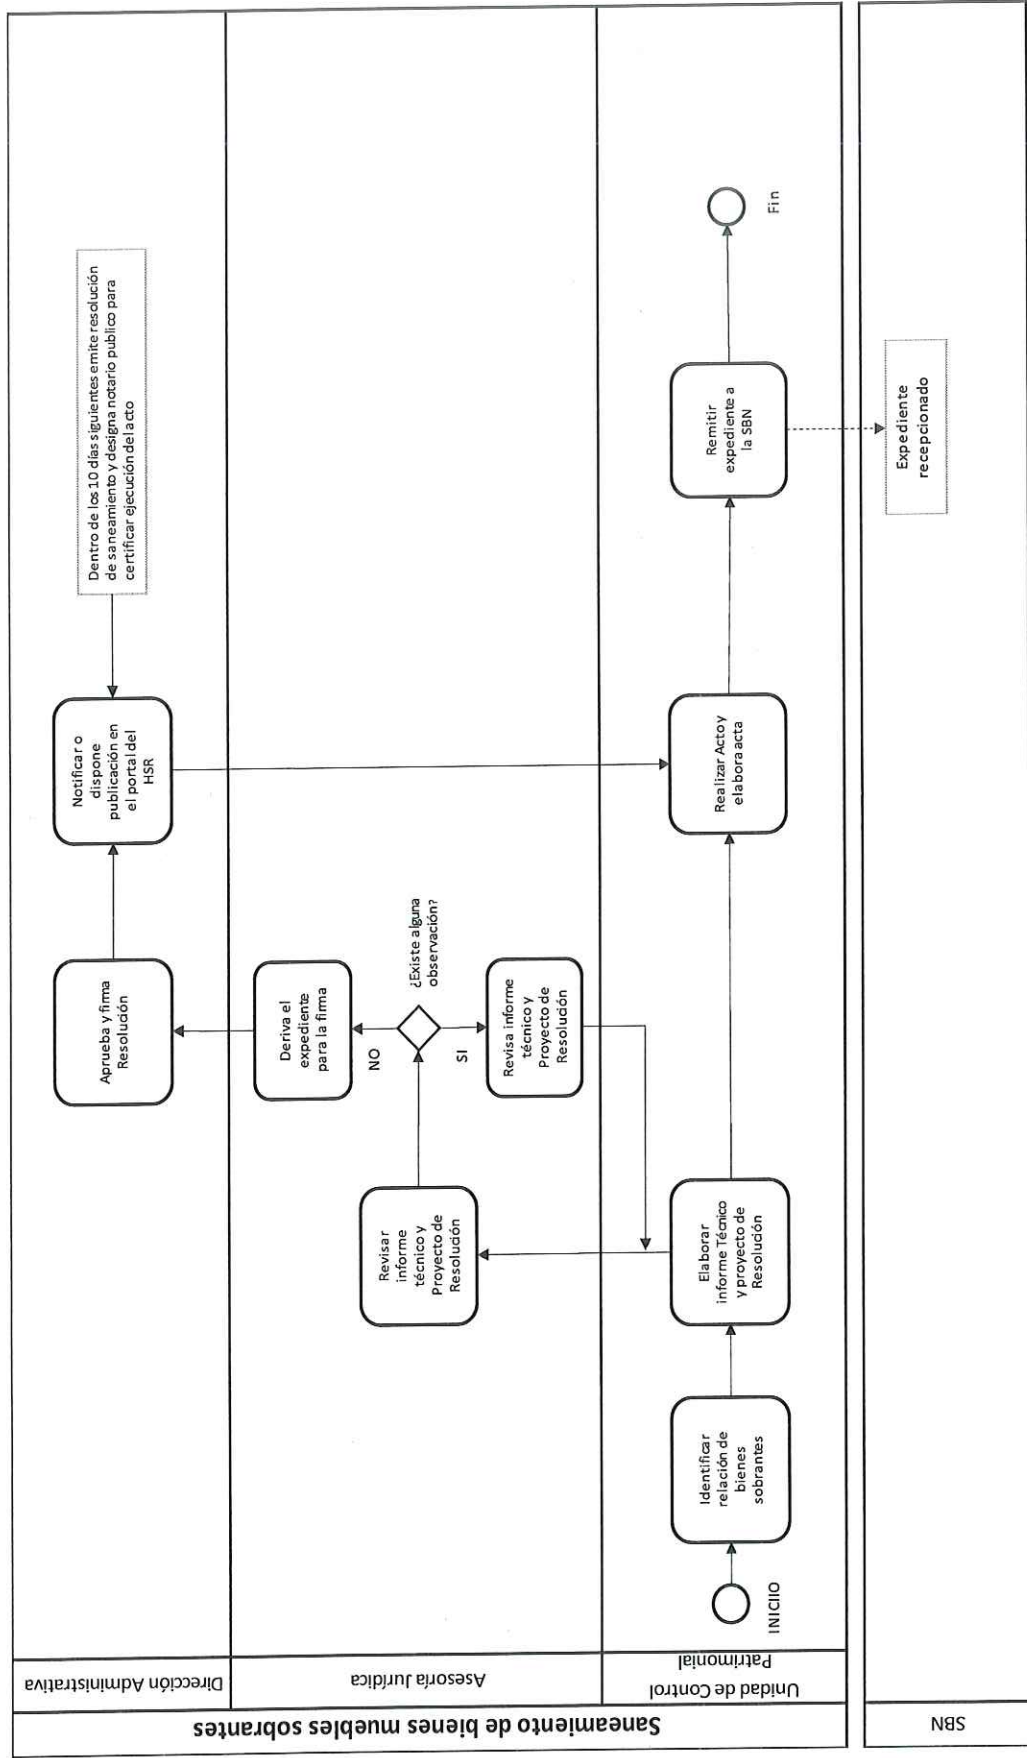 Saneamiento de bienes muebles sobrantes
Dirección Administrativa
Aprueba y firma
Resolución
Notificar o
dispone
publicación en
el portal del
HSR
Dentro de los 10 días siguientes emite resolución
de saneamiento y designa notario publico para
certificar ejecución del acto
Asesoría Jurídica
Revisar
informe
técnico y
Proyecto de
Resolución
¿Existe alguna
observación?
NO
SI
Deriva el
expediente
para la firma
Revisa informe
técnico y
Proyecto de
Resolución
Unidad de Control
Patrimonial
INICIIO
Identificar
relación de
bienes
sobrantes
Elaborar
informe Técnico
y proyecto de
Resolución
Realizar Acto y
elabora acta
Remitir
expediente a
la SBN
Fin
SBN
Expediente
recepcionado